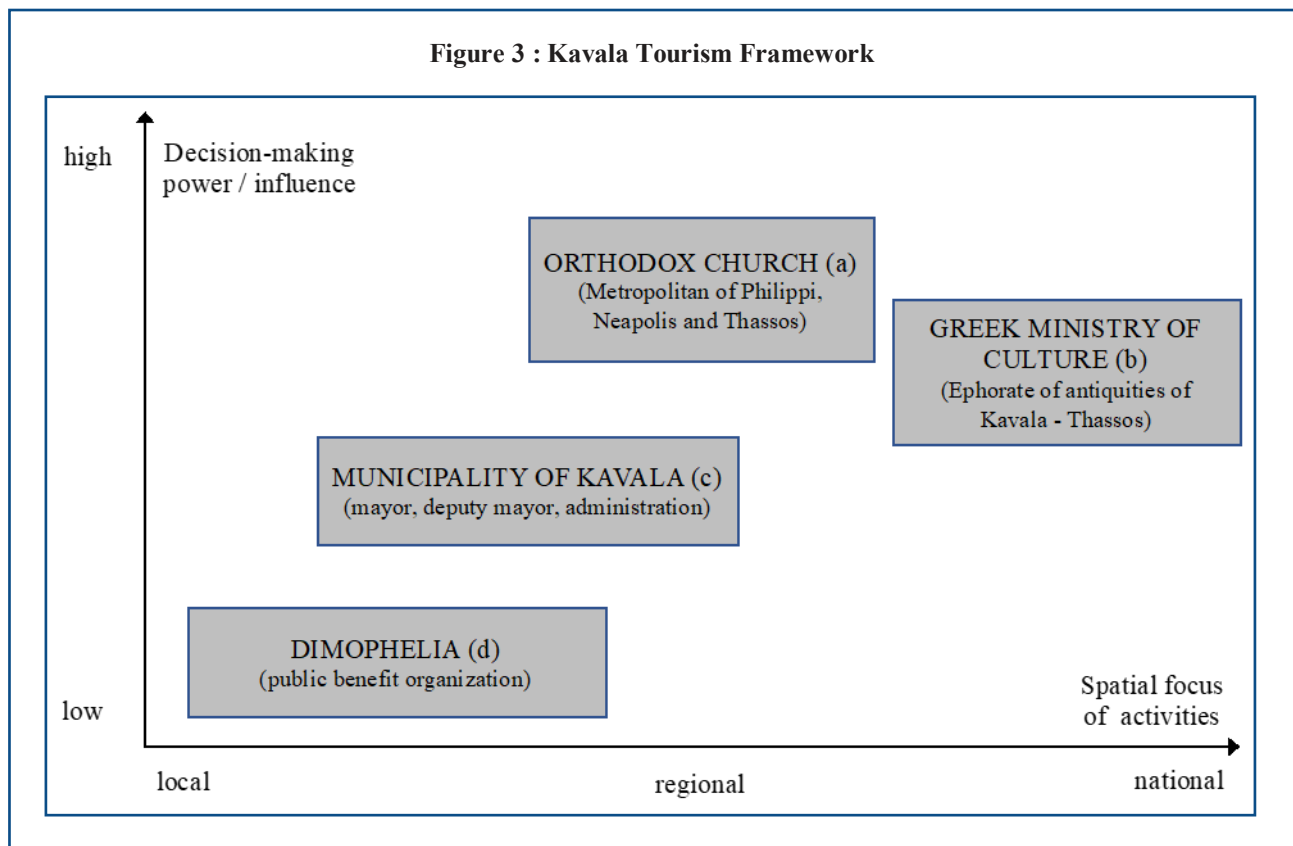 Figure 3 : Kavala Tourism Framework
high
Decision-making
power / influence
ORTHODOX CHURCH (a)
(Metropolitan of Philippi,
Neapolis and Thassos)
GREEK MINISTRY OF
CULTURE (b)
(Ephorate of antiquities of
Kavala - Thassos)
MUNICIPALITY OF KAVALA (c)
(mayor, deputy mayor, administration)
DIMOPHELIA (d)
(public benefit organization)
Spatial focus
of activities
low
local
regional
national